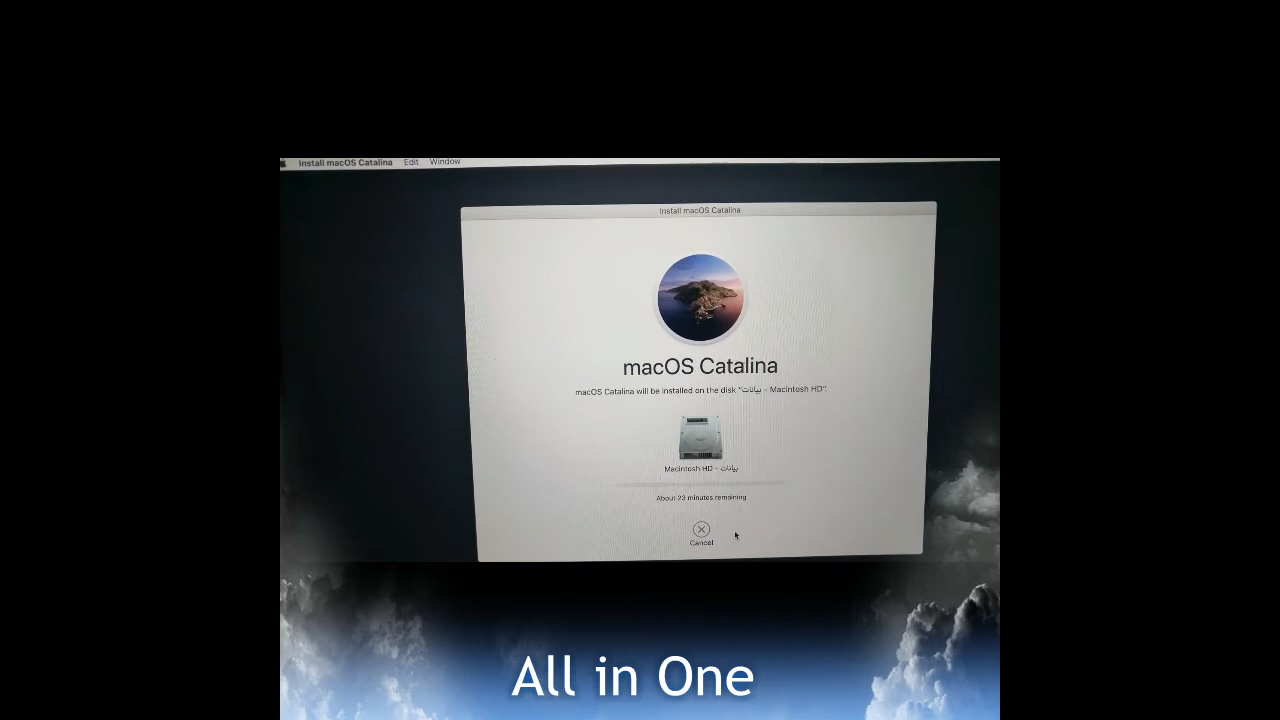 Install macOS Catalina Edit Window
Install macOS Catalina
macOS Catalina
macOS Catalina will be installed on the disk "بيانات - Macintosh HD".
Macintosh HD - بيانات
About 23 minutes remaining
Cancel
All in One